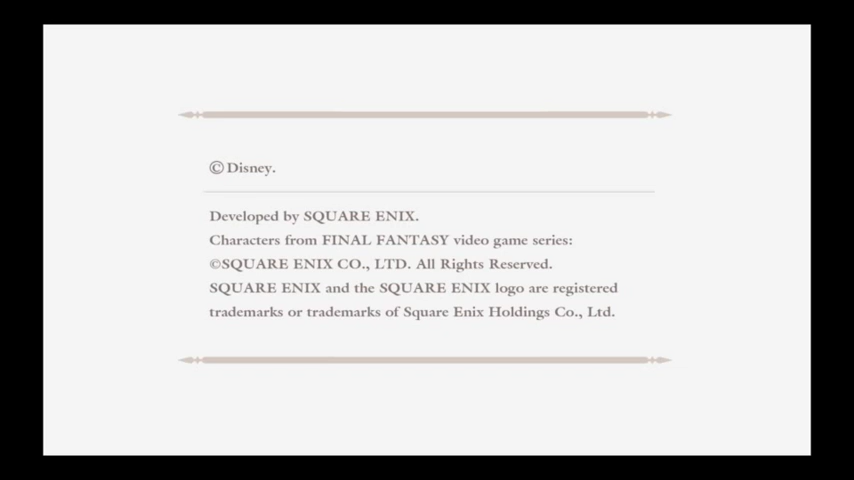 ©Disney.
Developed by SQUARE ENIX.
Characters from FINAL FANTASY video game series:
©SQUARE ENIX CO., LTD. All Rights Reserved.
SQUARE ENIX and the SQUARE ENIX logo are registered
trademarks or trademarks of Square Enix Holdings Co., Ltd.